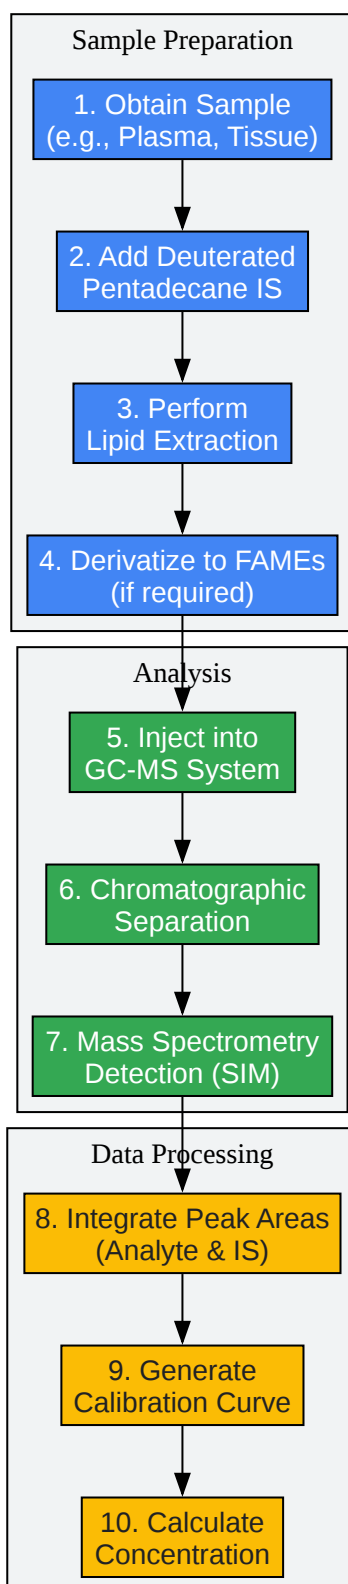 Sample Preparation
1. Obtain Sample
(e.g., Plasma, Tissue)
2. Add Deuterated
Pentadecane IS
3. Perform
Lipid Extraction
4. Derivatize to FAMEs
(if required)
Analysis
5. Inject into
GC-MS System
6. Chromatographic
Separation
7. Mass Spectrometry
Detection (SIM)
Data Processing
8. Integrate Peak Areas
(Analyte & IS)
9. Generate
Calibration Curve
10. Calculate
Concentration